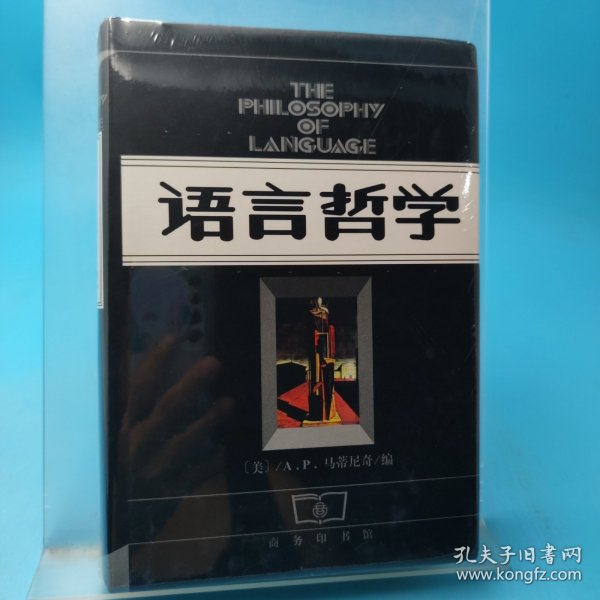 THE
PHILOSOPHY
OF
LANGUAGE
语言哲学
〔美〕/A.P.马蒂尼奇/编
商务印书馆
孔夫子旧书网
www.kongfz.com